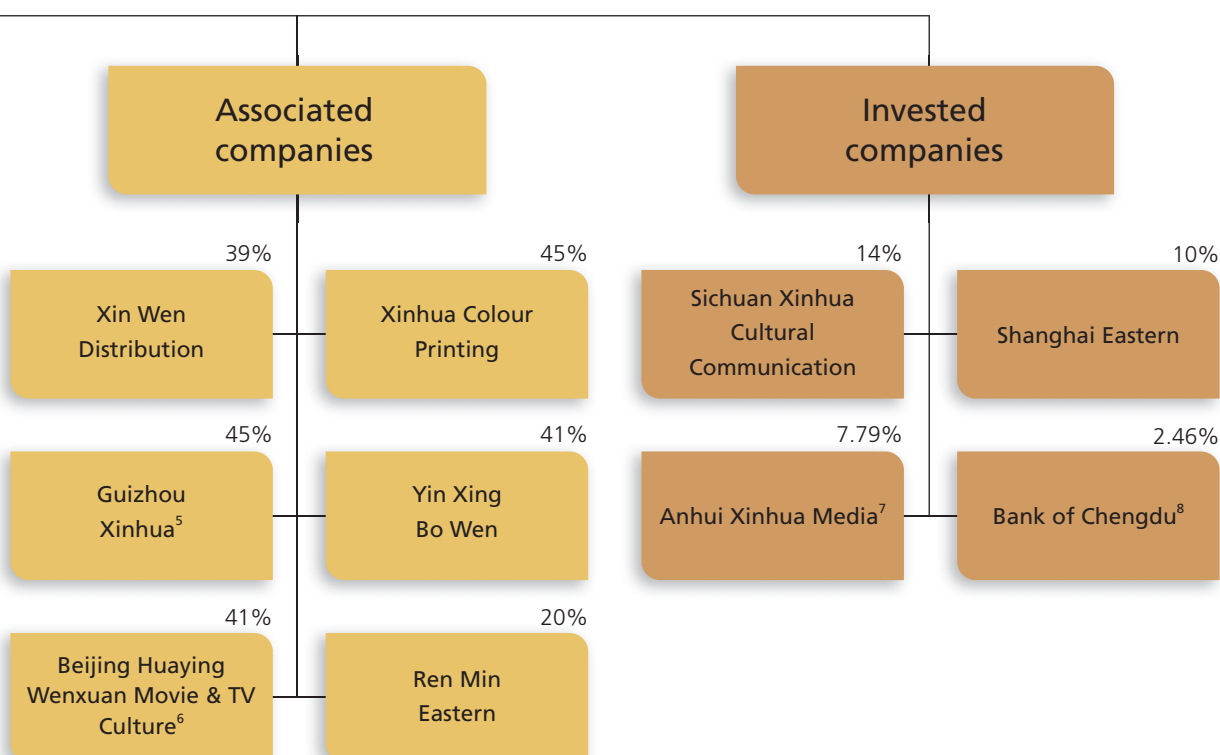 Associated
companies
Invested
companies
39%
Xin Wen
Distribution
45%
Xinhua Colour
Printing
14%
Sichuan Xinhua
Cultural
Communication
10%
Shanghai Eastern
45%
Guizhou
Xinhua⁵
41%
Yin Xing
Bo Wen
7.79%
Anhui Xinhua Media⁷
2.46%
Bank of Chengdu⁸
41%
Beijing Huaying
Wenxuan Movie & TV
Culture⁶
20%
Ren Min
Eastern